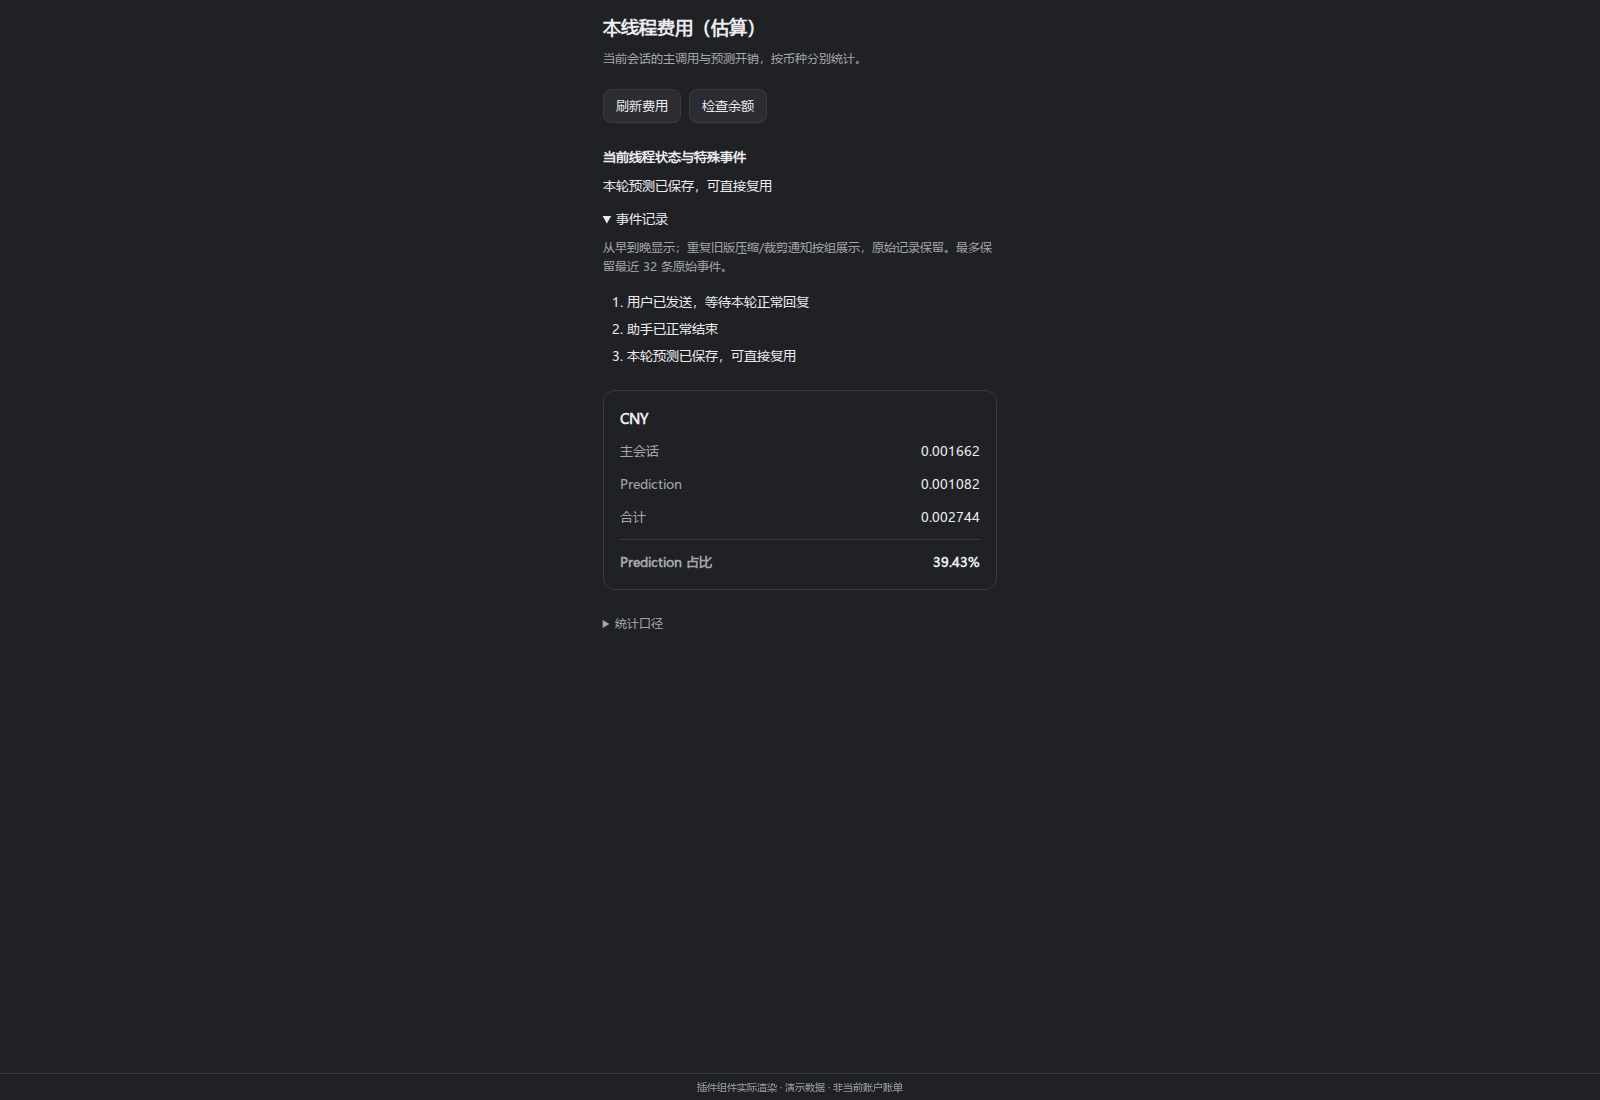 本线程费用（估算）
当前会话的主调用与预测开销，按币种分别统计。
刷新费用 检查余额
当前线程状态与特殊事件
本轮预测已保存，可直接复用
▼ 事件记录
从早到晚显示；重复旧版压缩/裁剪通知按组展示，原始记录保留。最多保
留最近 32 条原始事件。
1. 用户已发送，等待本轮正常回复
2. 助手已正常结束
3. 本轮预测已保存，可直接复用
CNY
主会话 0.001662
Prediction 0.001082
合计 0.002744
Prediction 占比 39.43%
▶ 统计口径
插件组件实际渲染 · 演示数据 · 非当前账户账单